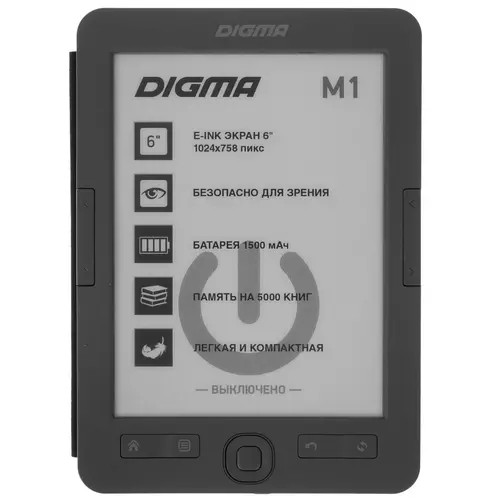 DIGMA
DIGMA M1
6"
E-INK ЭКРАН 6"
1024x758 пикс
БЕЗОПАСНО ДЛЯ ЗРЕНИЯ
БАТАРЕЯ 1500 мАч
ПАМЯТЬ НА 5000 КНИГ
ЛЕГКАЯ И КОМПАКТНАЯ
— ВЫКЛЮЧЕНО —